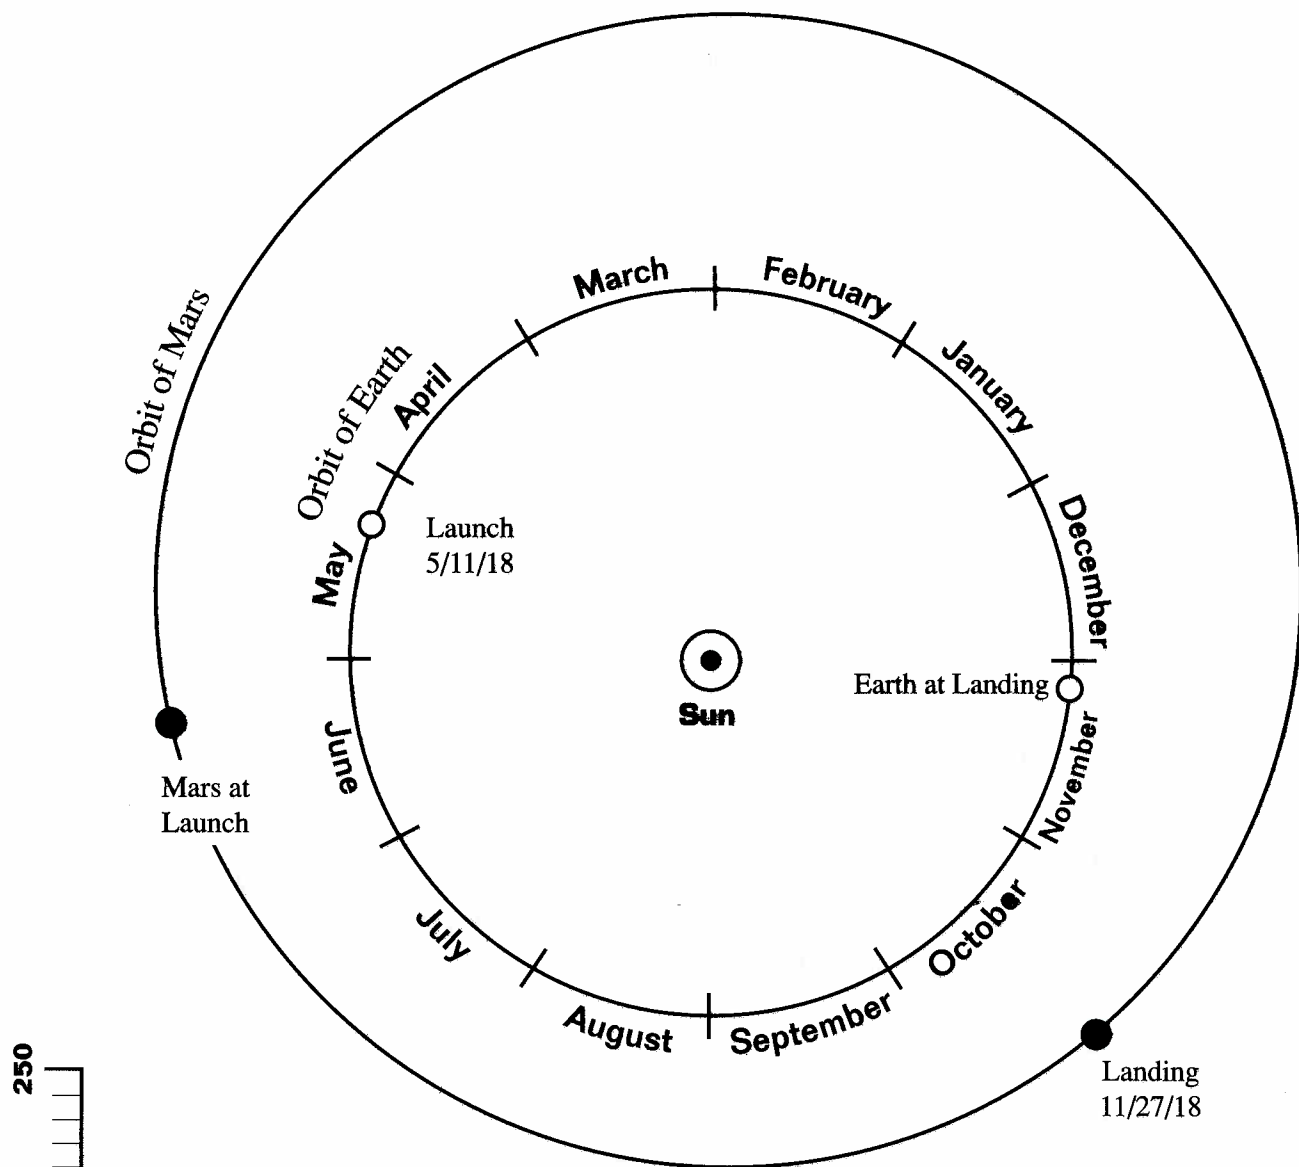 March
February
January
Orbit of Mars
Orbit of Earth
April
Launch
5/11/18
May
December
Earth at Landing
Sun
June
November
Mars at
Launch
July
October
August
September
250
Landing
11/27/18